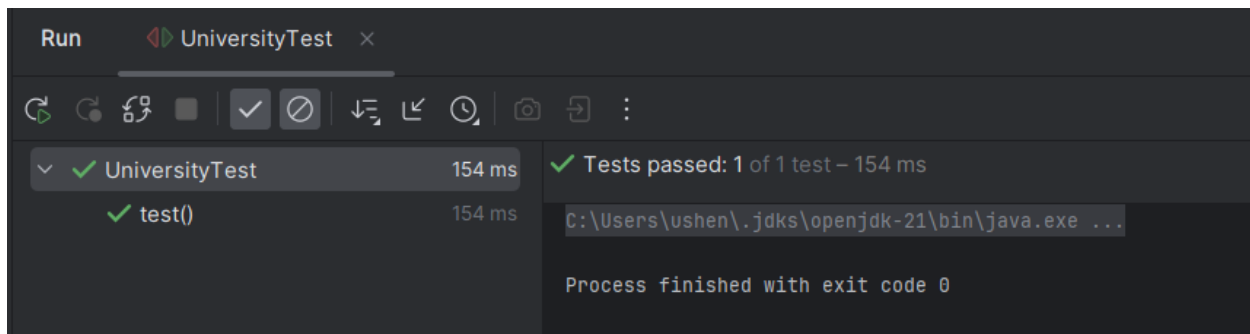 Run UniversityTest
UniversityTest 154 ms
Tests passed: 1 of 1 test – 154 ms
test() 154 ms
C:\Users\ushen\.jdks\openjdk-21\bin\java.exe ...
Process finished with exit code 0